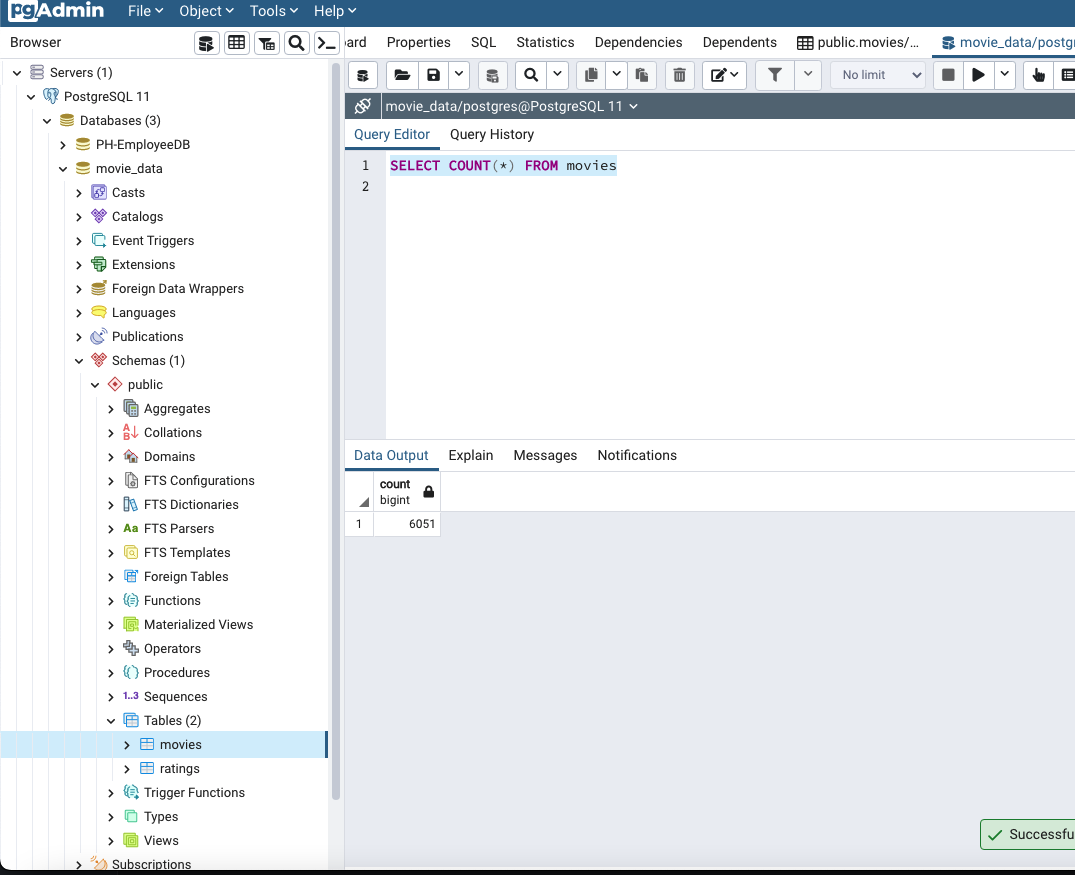 pgAdmin File Object Tools Help
Browser
ard Properties SQL Statistics Dependencies Dependents public.movies/... movie_data/postgr
Servers (1)
PostgreSQL 11
Databases (3)
PH-EmployeeDB
movie_data
Casts
Catalogs
Event Triggers
Extensions
Foreign Data Wrappers
Languages
Publications
Schemas (1)
public
Aggregates
Collations
Domains
FTS Configurations
FTS Dictionaries
Aa FTS Parsers
FTS Templates
Foreign Tables
Functions
Materialized Views
Operators
Procedures
1..3 Sequences
Tables (2)
movies
ratings
Trigger Functions
Types
Views
Subscriptions
No limit
movie_data/postgres@PostgreSQL 11
Query Editor Query History
1 SELECT COUNT(*) FROM movies
2
Data Output Explain Messages Notifications
count
bigint
1 6051
Successfu